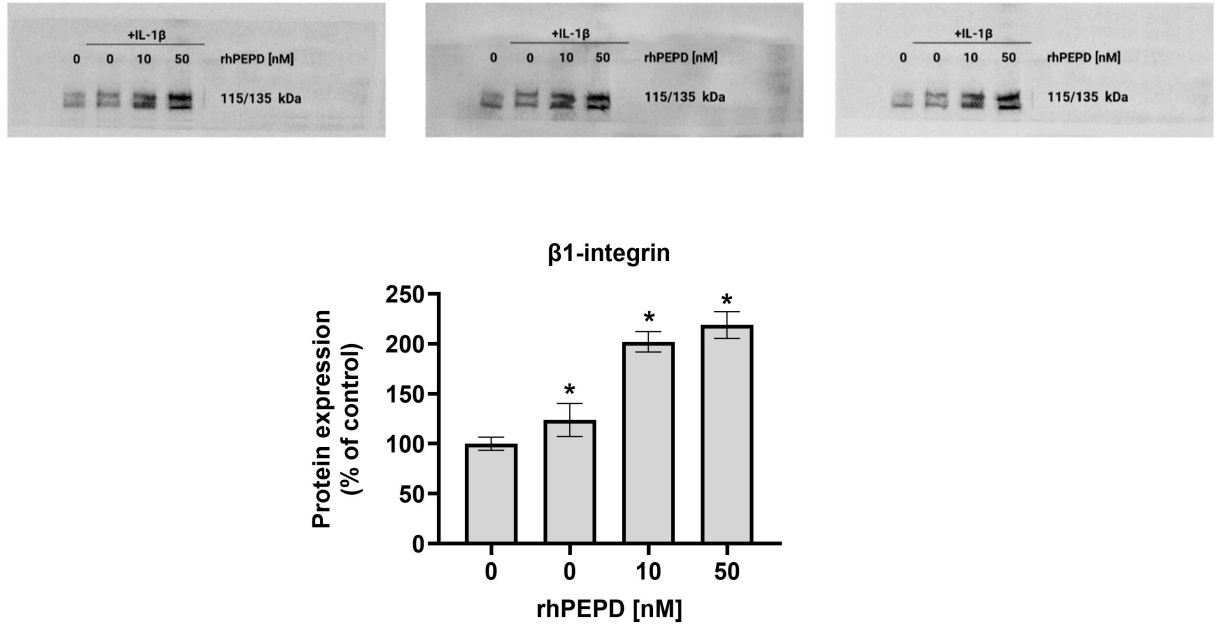 +IL-1β
0 0 10 50 rhPEPD [nM]
115/135 kDa
+IL-1β
0 0 10 50 rhPEPD [nM]
115/135 kDa
+IL-1β
0 0 10 50 rhPEPD [nM]
115/135 kDa
β1-integrin
Protein expression
(% of control)
250
200
150
100
50
0
*
*
*
0 0 10 50
rhPEPD [nM]